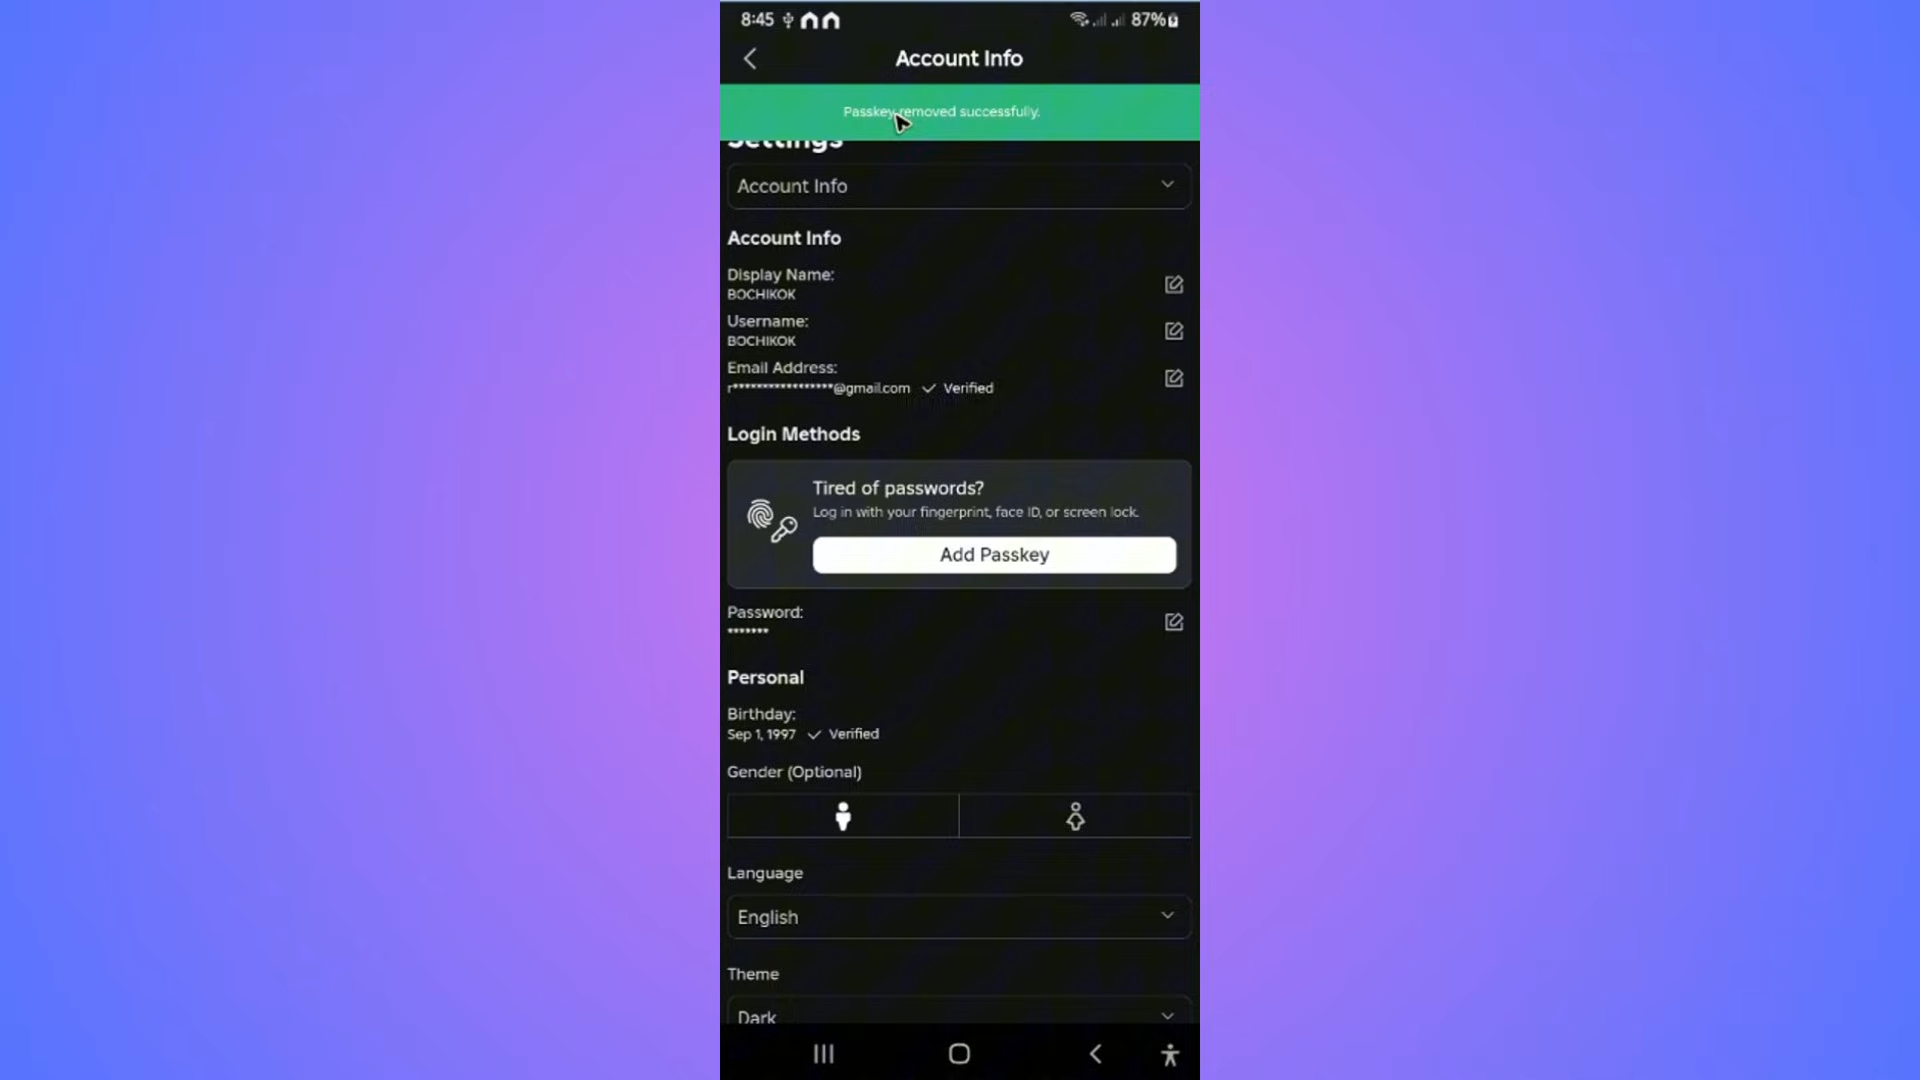 8:45 87%
Account Info
Passkey removed successfully.
Settings
Account Info
Account Info
Display Name:
BOCHIKOK
Username:
BOCHIKOK
Email Address:
r*****************@gmail.com Verified
Login Methods
Tired of passwords?
Log in with your fingerprint, face ID, or screen lock.
Add Passkey
Password:
*******
Personal
Birthday:
Sep 1, 1997 Verified
Gender (Optional)
Language
English
Theme
Dark